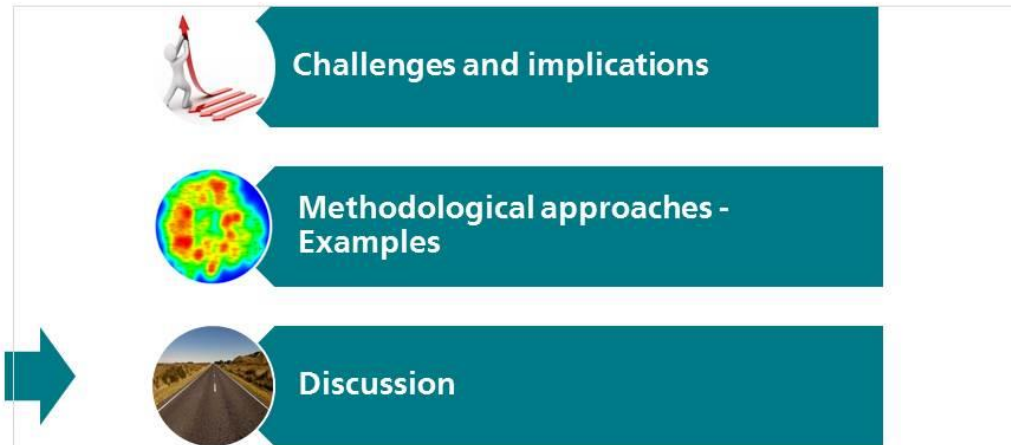 Challenges and implications
Methodological approaches -
Examples
Discussion